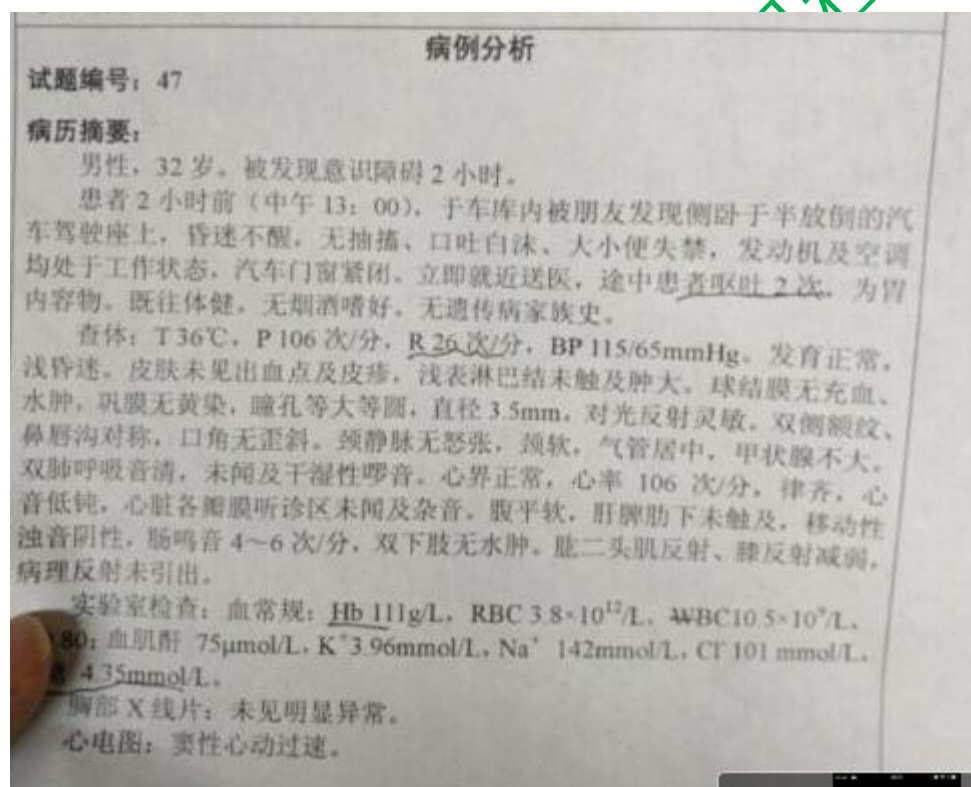 病例分析
试题编号：47
病历摘要：
男性，32 岁。被发现意识障碍 2 小时。
患者 2 小时前（中午 13：00），于车库内被朋友发现侧卧于半放倒的汽
车驾驶座上，昏迷不醒，无抽搐、口吐白沫、大小便失禁，发动机及空调
均处于工作状态，汽车门窗紧闭。立即就近送医，途中患者呕吐 2 次，为胃
内容物。既往体健。无烟酒嗜好。无遗传病家族史。
查体：T 36℃，P 106 次/分，R 26 次/分，BP 115/65mmHg。发育正常，
浅昏迷。皮肤未见出血点及皮疹，浅表淋巴结未触及肿大。球结膜无充血、
水肿，巩膜无黄染，瞳孔等大等圆，直径 3.5mm，对光反射灵敏。双侧额纹、
鼻唇沟对称，口角无歪斜。颈静脉无怒张，颈软，气管居中，甲状腺不大。
双肺呼吸音清，未闻及干湿性啰音。心界正常，心率 106 次/分，律齐，心
音低钝，心脏各瓣膜听诊区未闻及杂音。腹平软，肝脾肋下未触及，移动性
浊音阴性，肠鸣音 4～6 次/分，双下肢无水肿。肱二头肌反射、膝反射减弱，
病理反射未引出。
实验室检查：血常规：Hb 111g/L，RBC 3.8×10¹²/L，WBC10.5×10⁹/L，
80；血肌酐 75μmol/L，K⁺3.96mmol/L，Na⁺ 142mmol/L，Cl⁻ 101 mmol/L，
4.35mmol/L。
胸部 X 线片：未见明显异常。
心电图：窦性心动过速。